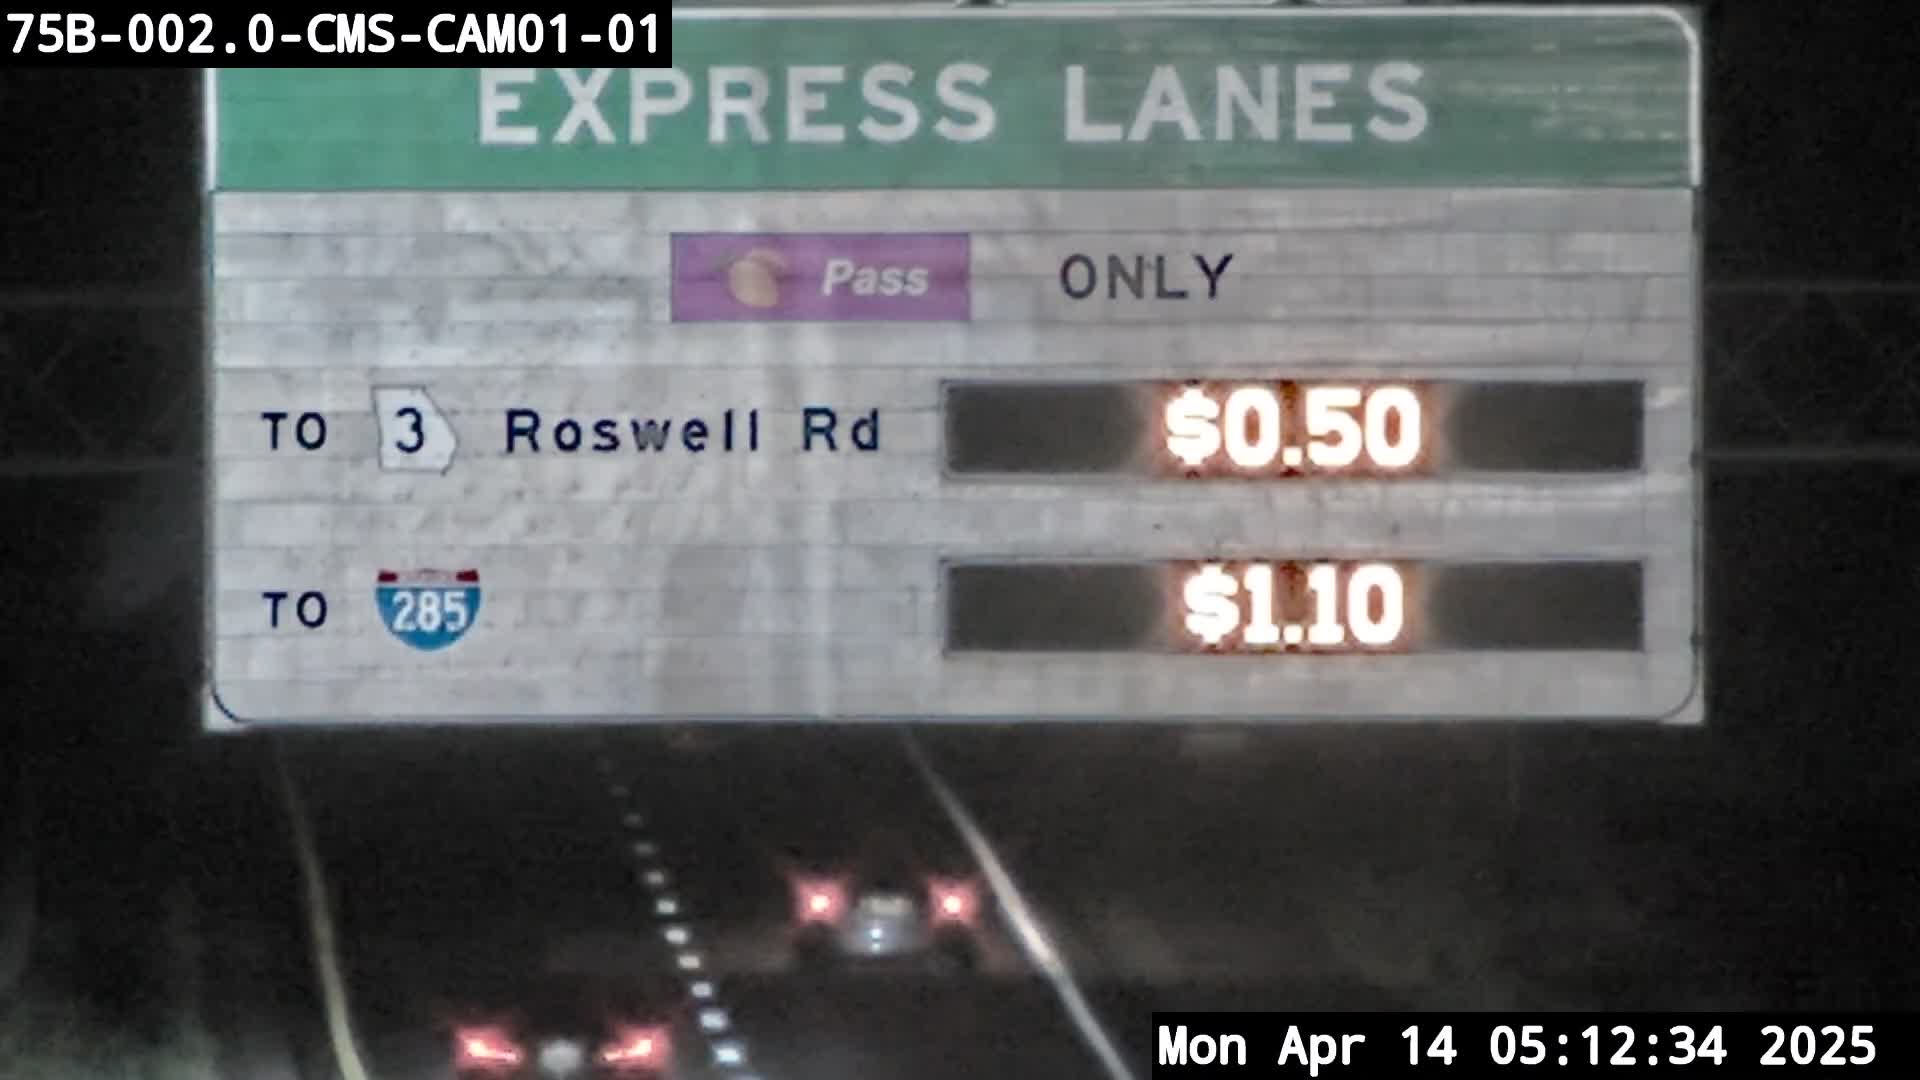 75B-002.0-CMS-CAM01-01
EXPRESS LANES
Pass ONLY
TO 3 Roswell Rd $0.50
TO 285 $1.10
Mon Apr 14 05:12:34 2025